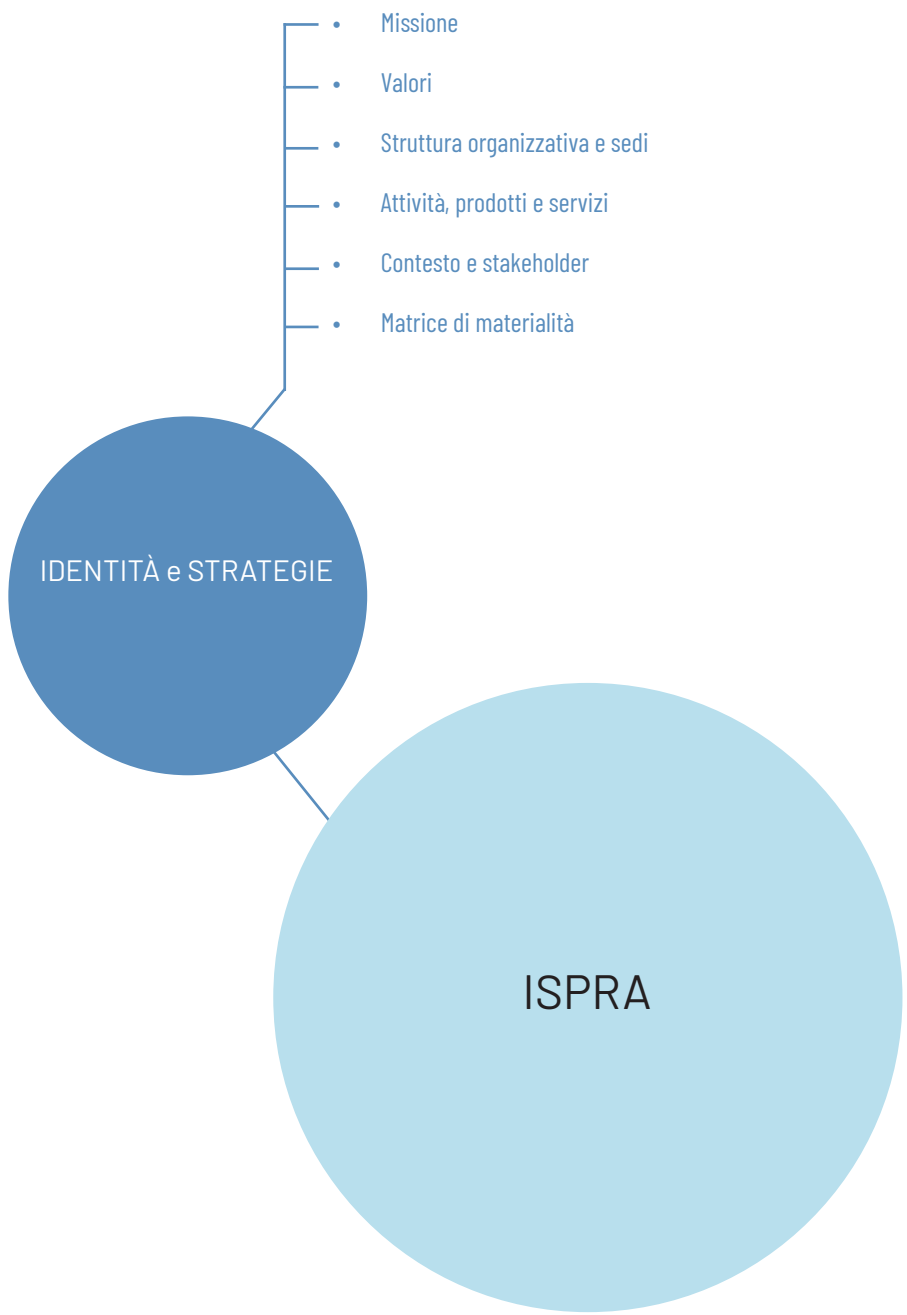 • Missione
• Valori
• Struttura organizzativa e sedi
• Attività, prodotti e servizi
• Contesto e stakeholder
• Matrice di materialità
IDENTITÀ e STRATEGIE
ISPRA